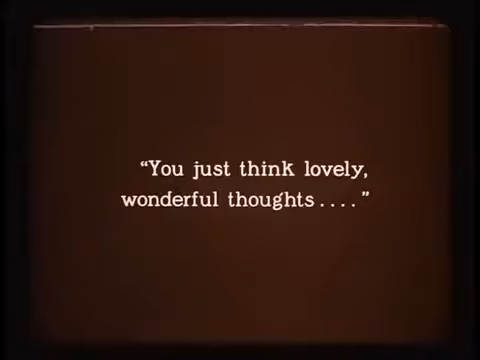 “You just think lovely,
wonderful thoughts . . . . ”